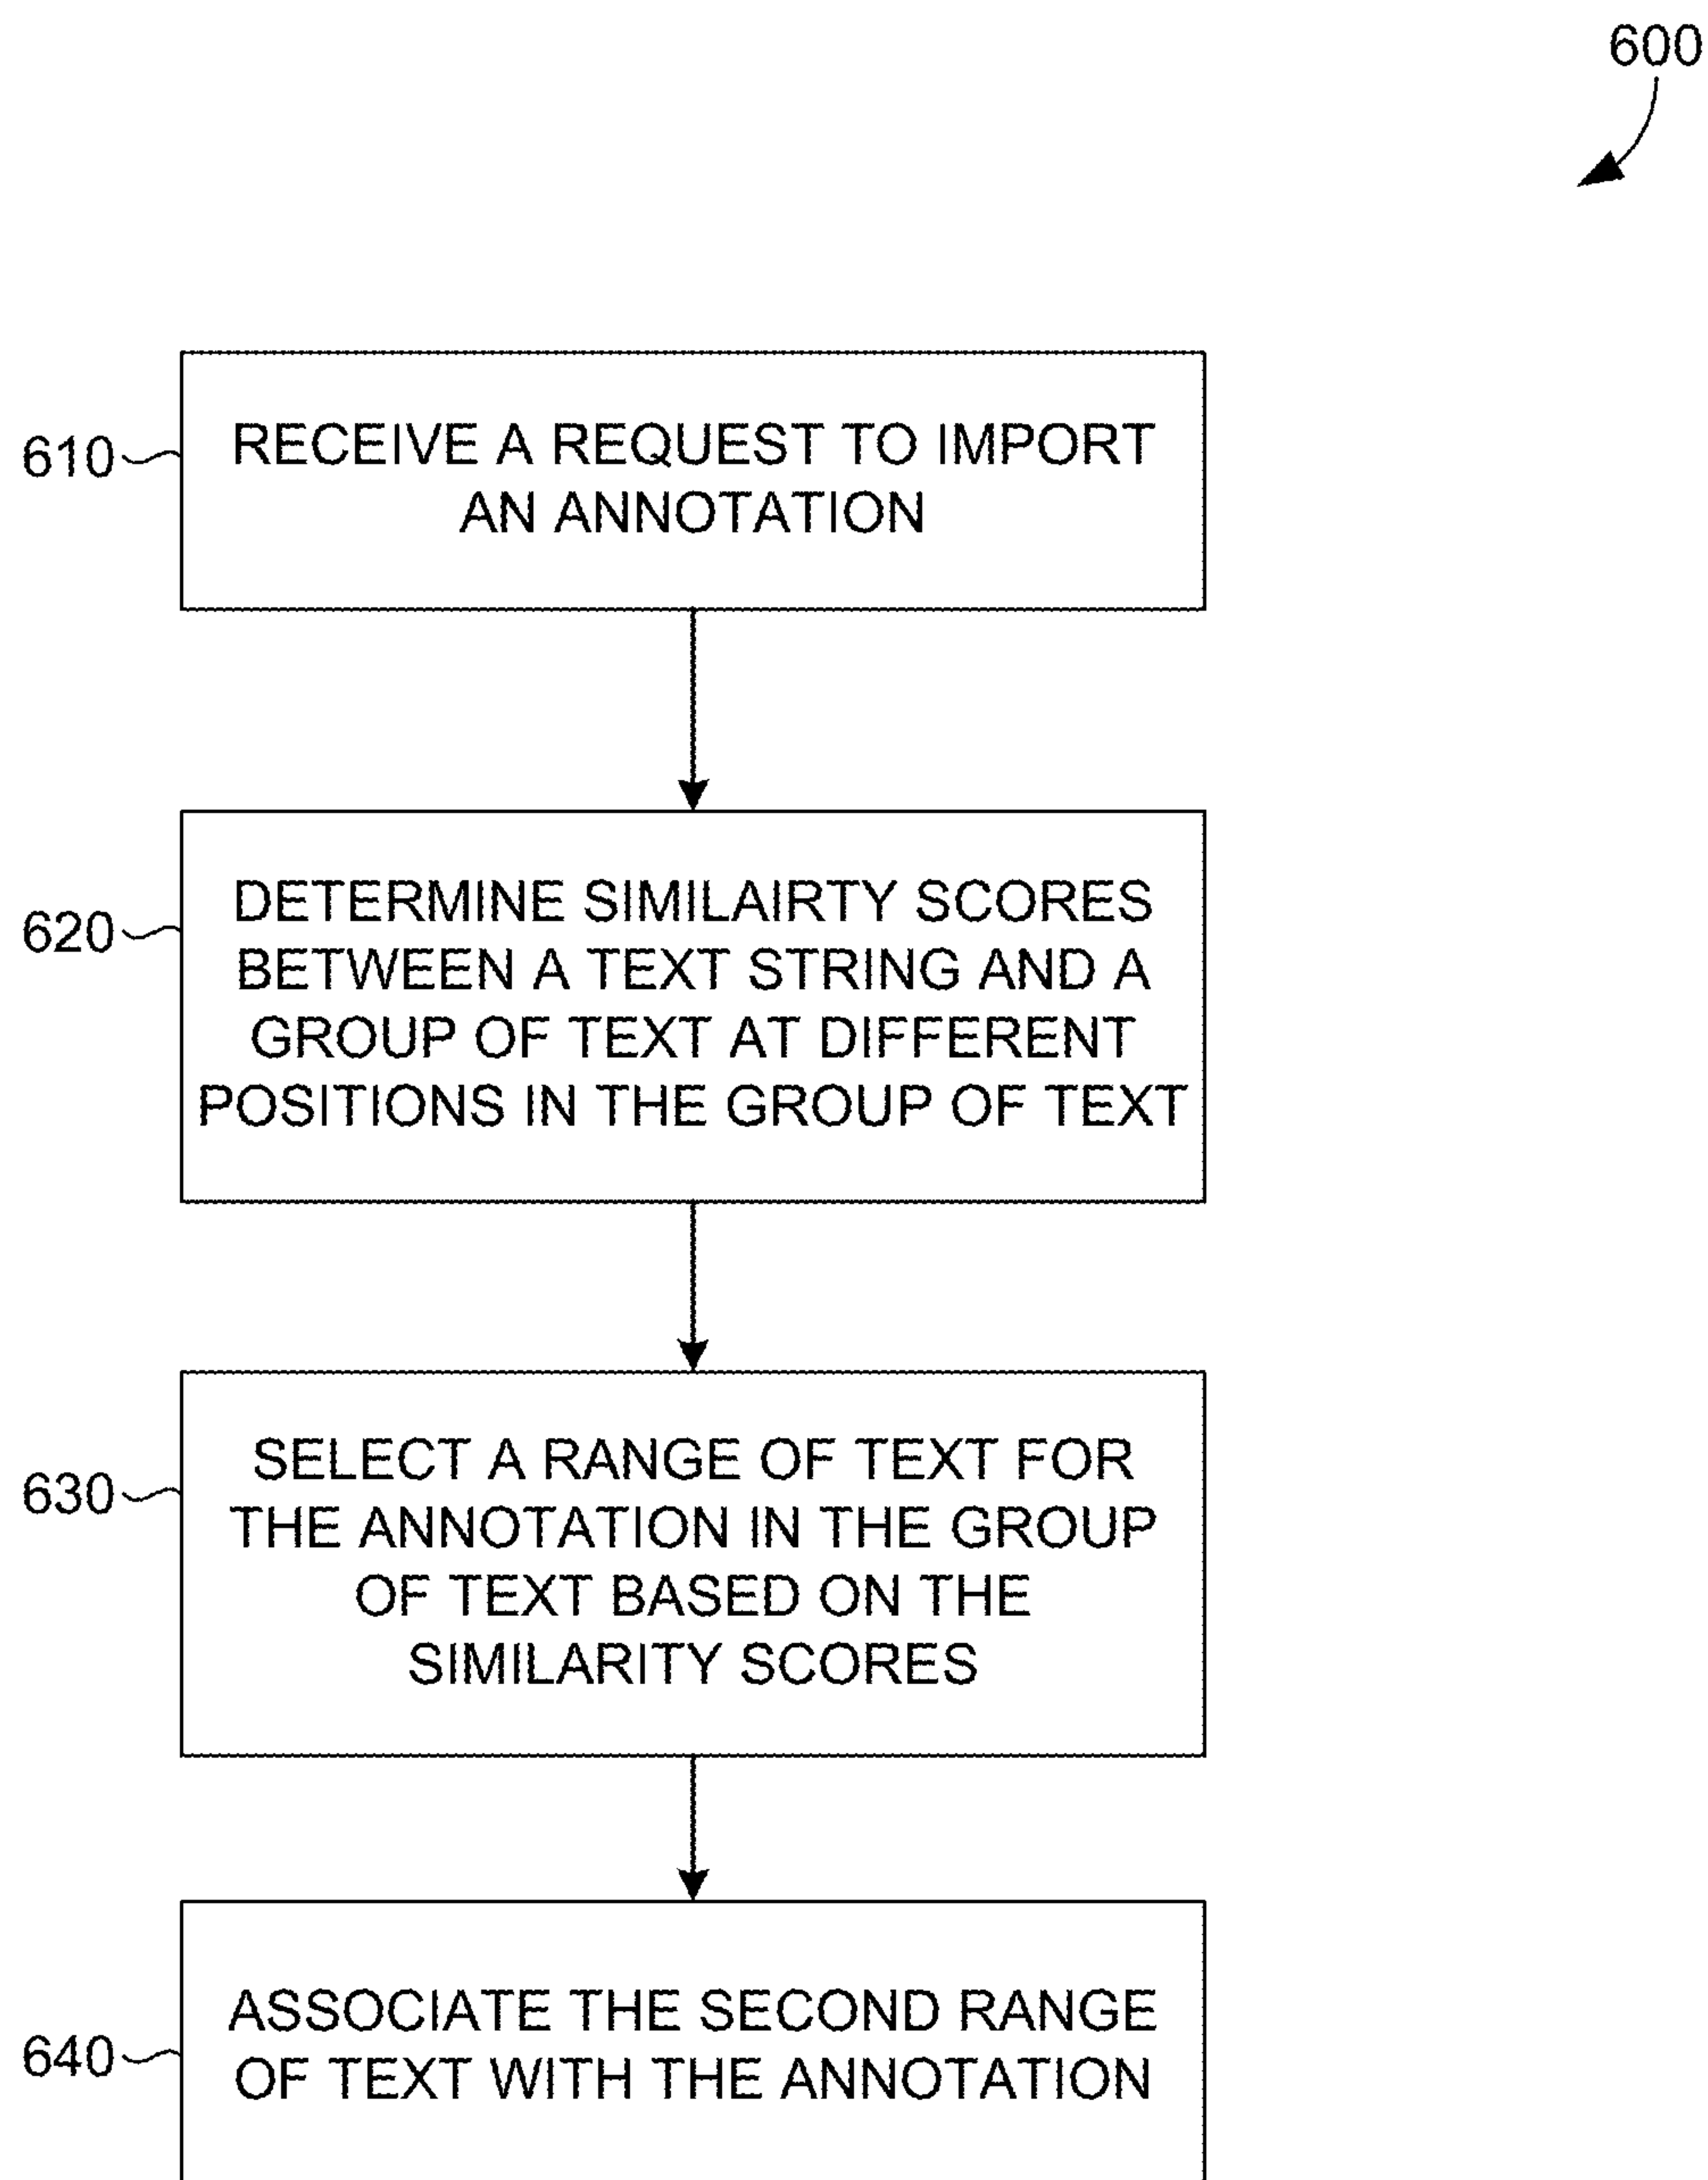 600
610
RECEIVE A REQUEST TO IMPORT
AN ANNOTATION
620
DETERMINE SIMILAIRTY SCORES
BETWEEN A TEXT STRING AND A
GROUP OF TEXT AT DIFFERENT
POSITIONS IN THE GROUP OF TEXT
630
SELECT A RANGE OF TEXT FOR
THE ANNOTATION IN THE GROUP
OF TEXT BASED ON THE
SIMILARITY SCORES
640
ASSOCIATE THE SECOND RANGE
OF TEXT WITH THE ANNOTATION